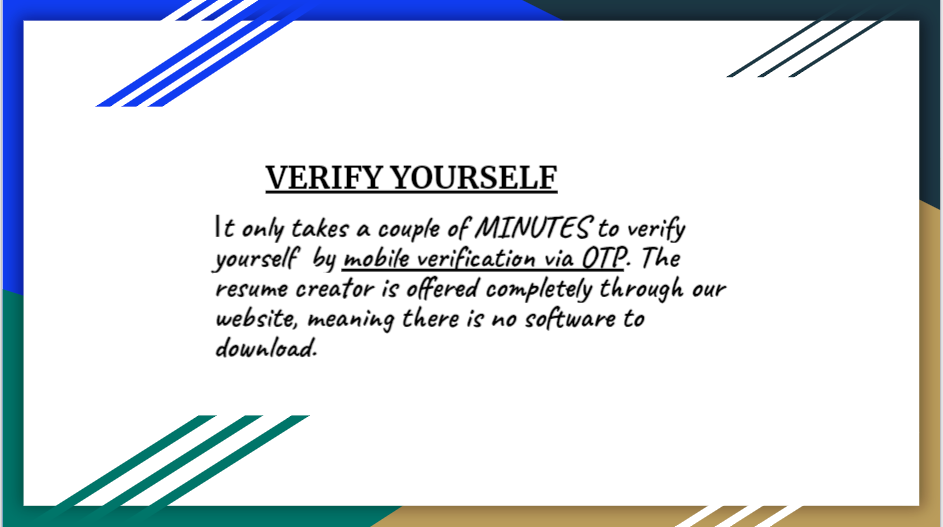 VERIFY YOURSELF
It only takes a couple of MINUTES to verify
yourself by mobile verification via OTP. The
resume creator is offered completely through our
website, meaning there is no software to
download.